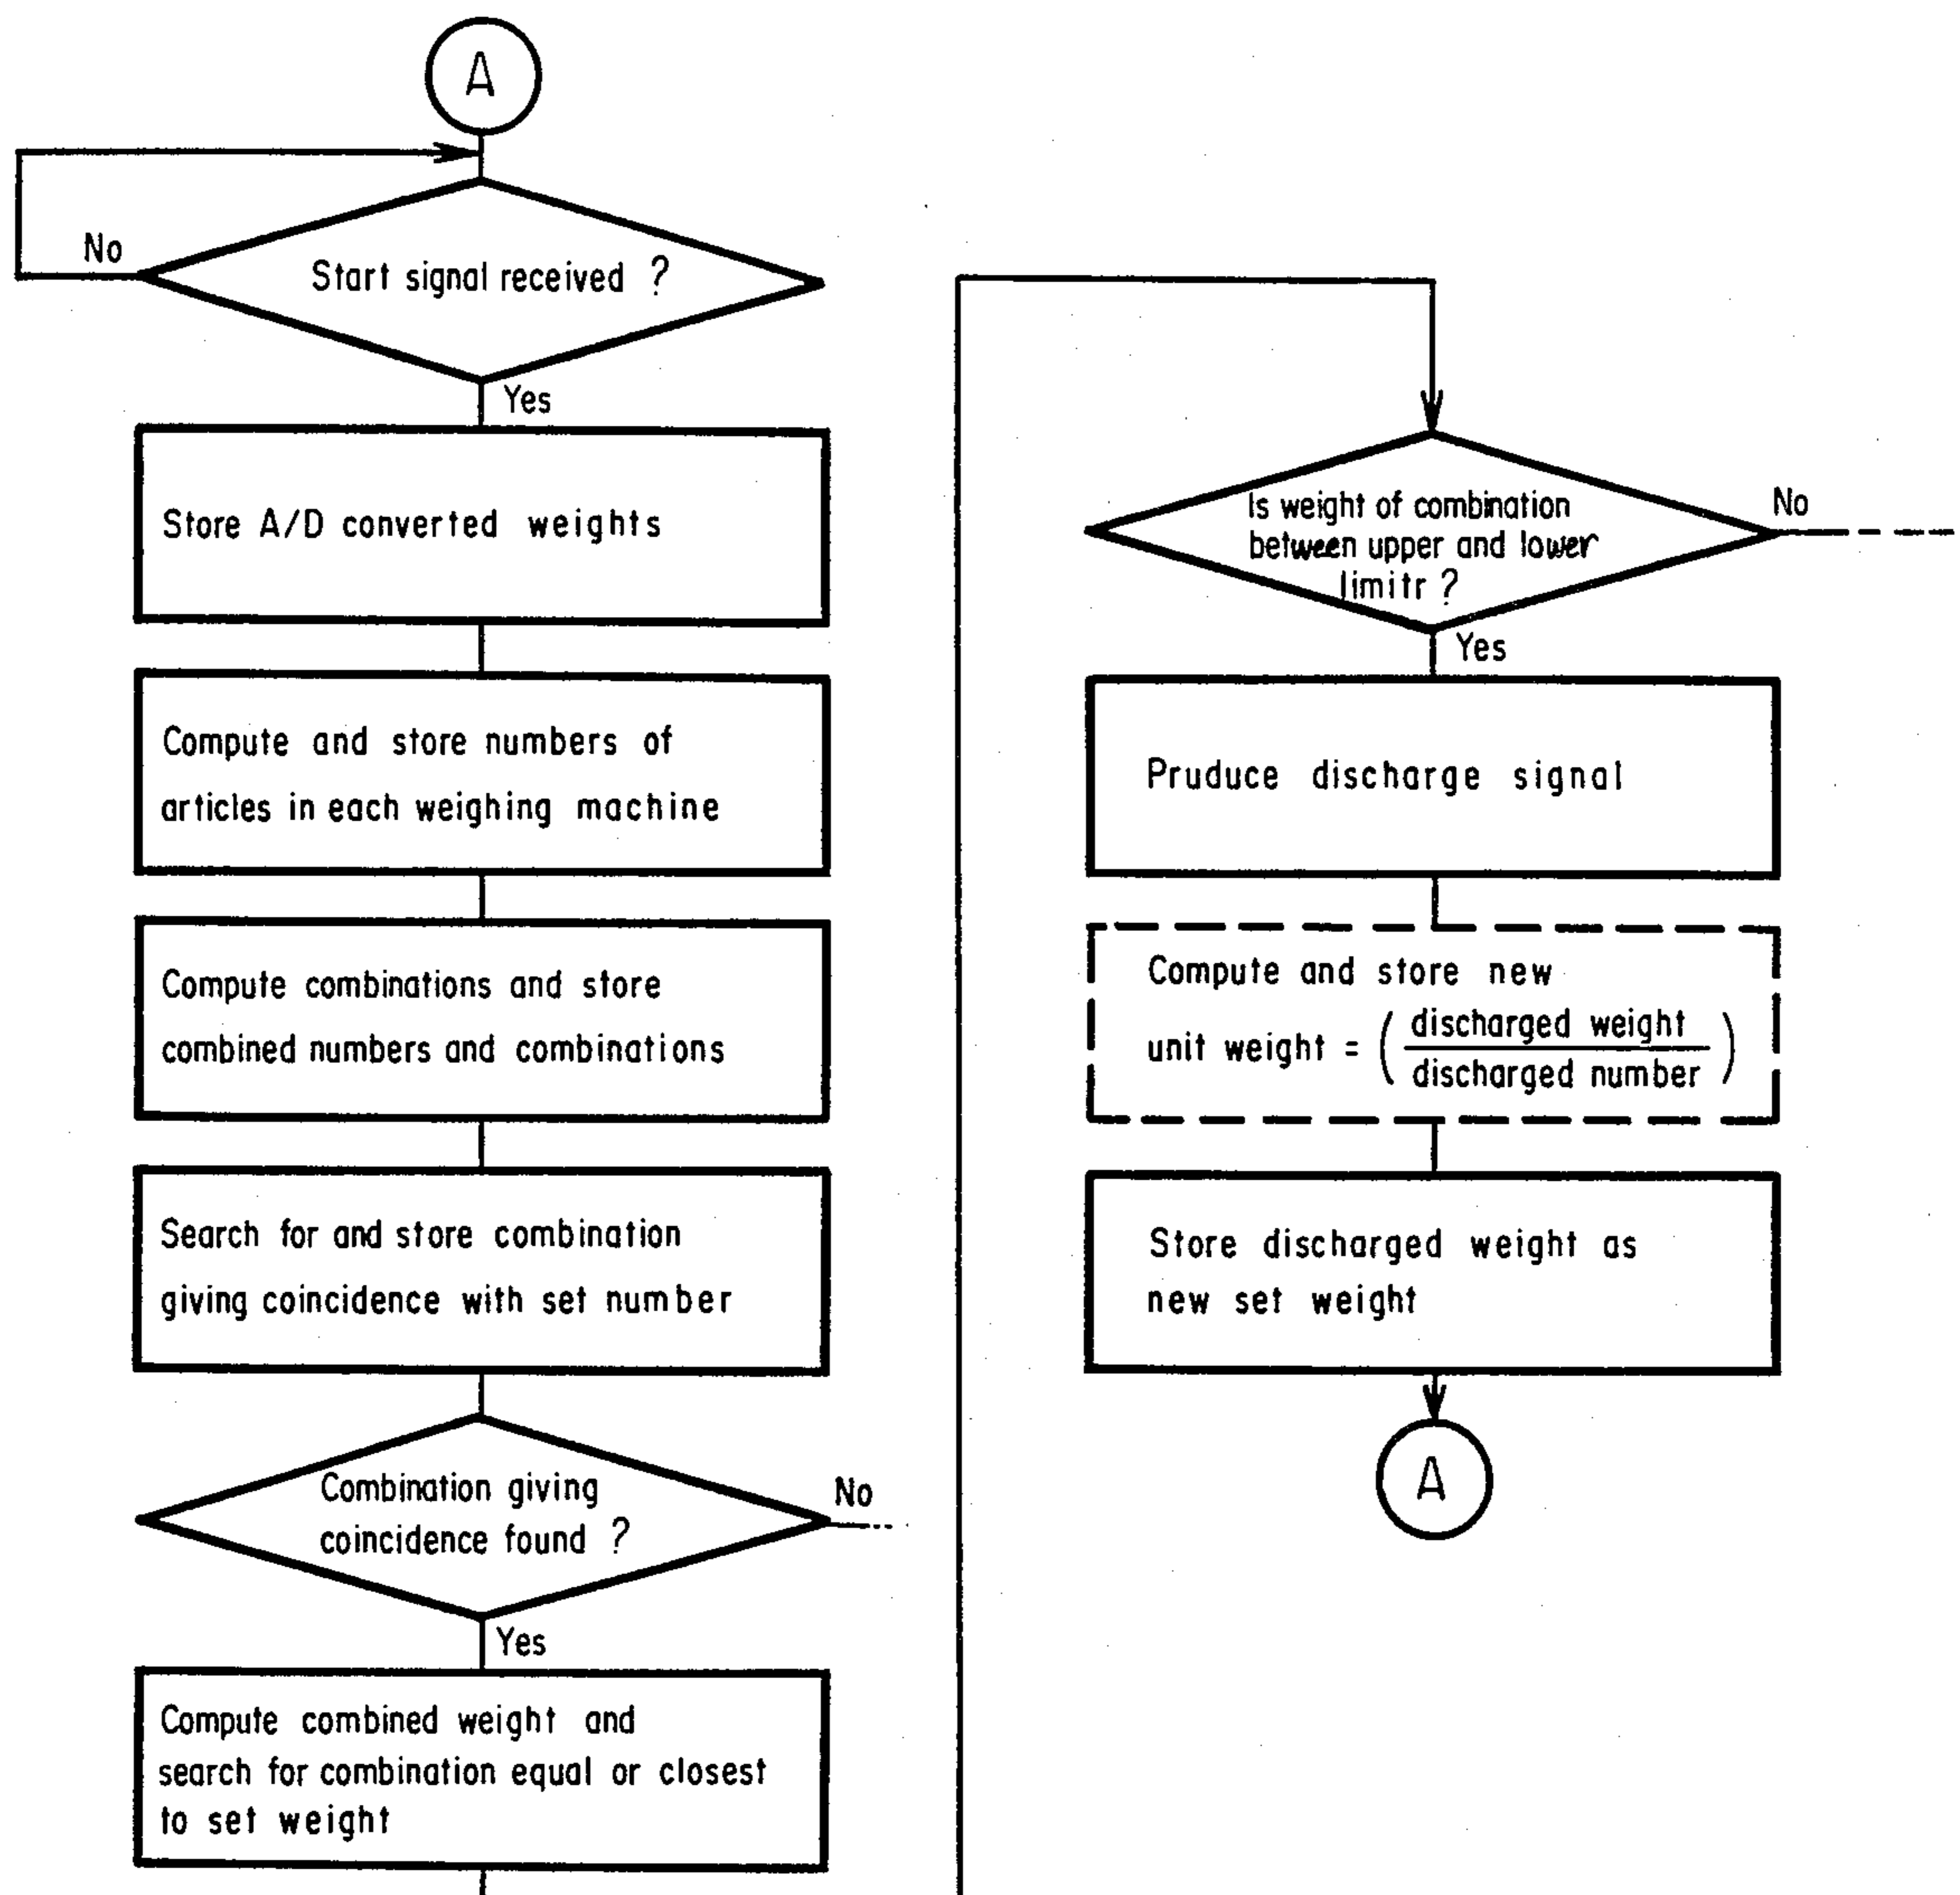 A
No
Start signal received ?
Yes
Store A/D converted weights
Compute and store numbers of
articles in each weighing machine
Compute combinations and store
combined numbers and combinations
Search for and store combination
giving coincidence with set number
Combination giving
coincidence found ?
No
Yes
Compute combined weight and
search for combination equal or closest
to set weight
Is weight of combination
between upper and lower
limitr ?
No
Yes
Pruduce discharge signal
Compute and store new
unit weight = ( discharged weight
discharged number )
Store discharged weight as
new set weight
A